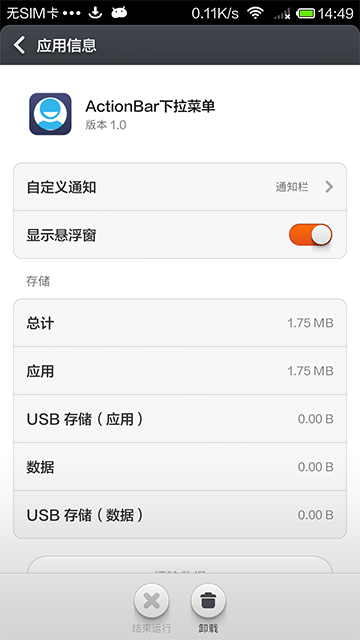 无SIM卡 ••• 0.11K/s 14:49
应用信息
ActionBar下拉菜单
版本 1.0
自定义通知 通知栏
显示悬浮窗
存储
总计 1.75 MB
应用 1.75 MB
USB 存储（应用） 0.00 B
数据 0.00 B
USB 存储（数据） 0.00 B
结束运行 卸载